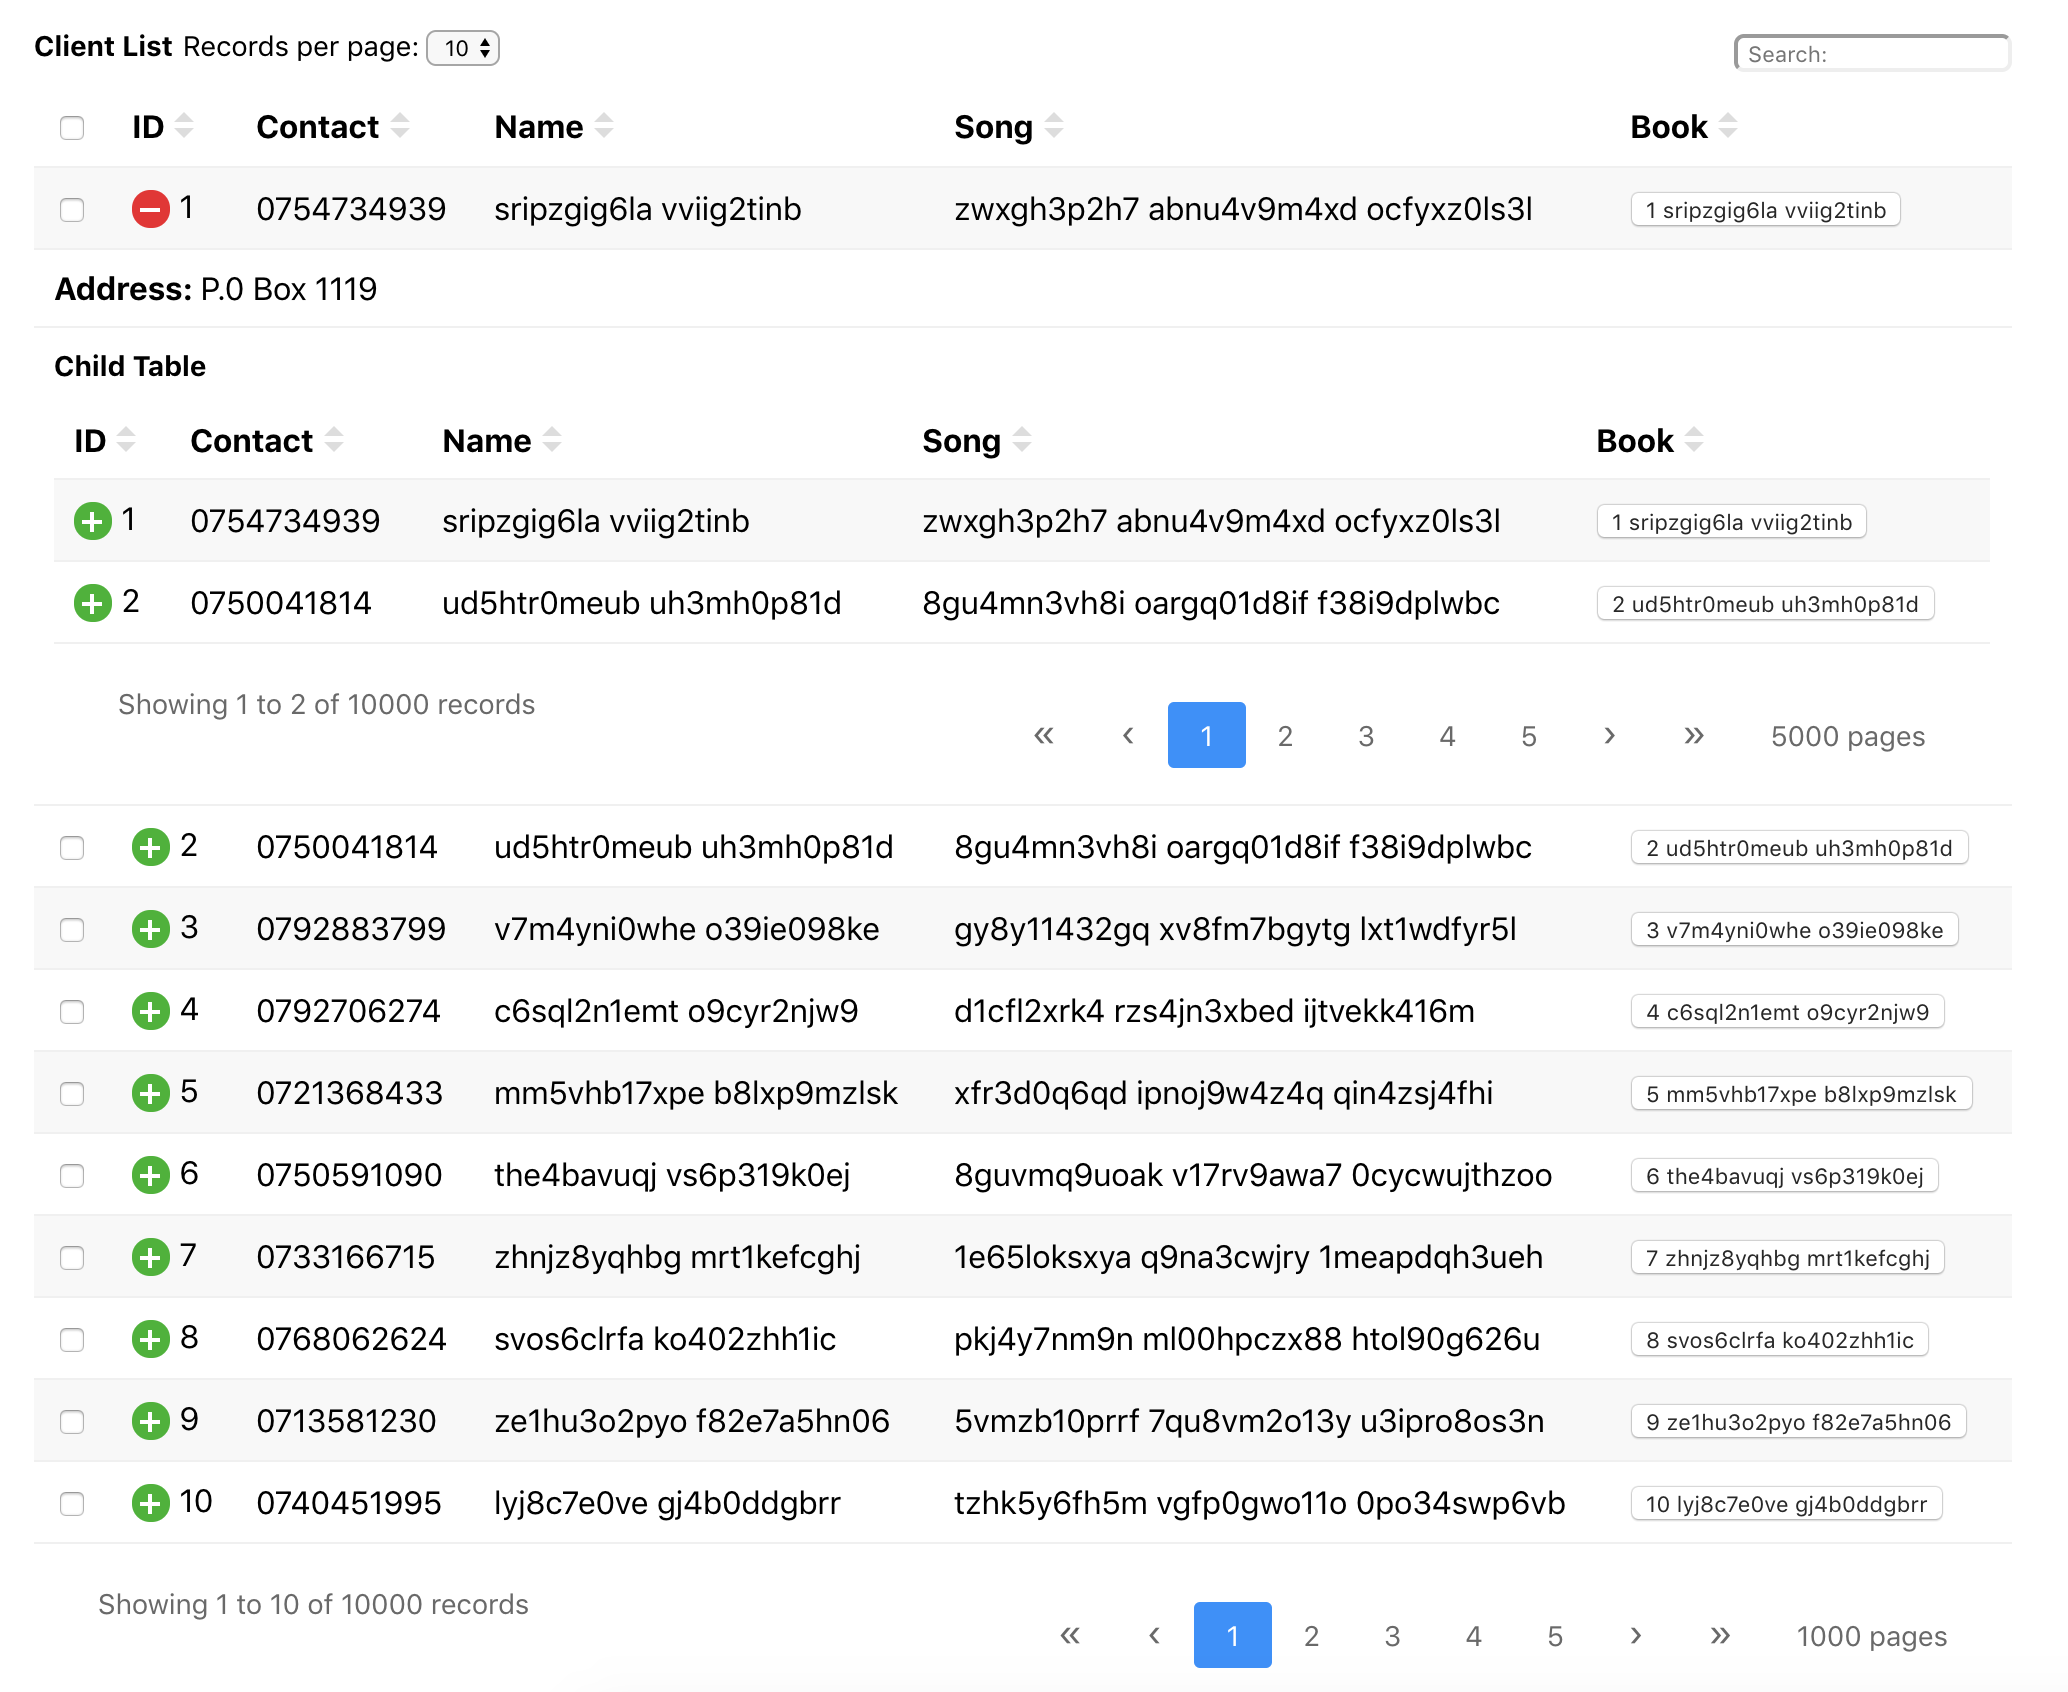 Client List Records per page: 10 Search:
ID Contact Name Song Book
1 0754734939 sripzgig6la vviig2tinb zwxgh3p2h7 abnu4v9m4xd ocfyxz0ls3l 1 sripzgig6la vviig2tinb
Address: P.0 Box 1119
Child Table
ID Contact Name Song Book
1 0754734939 sripzgig6la vviig2tinb zwxgh3p2h7 abnu4v9m4xd ocfyxz0ls3l 1 sripzgig6la vviig2tinb
2 0750041814 ud5htr0meub uh3mh0p81d 8gu4mn3vh8i oargq01d8if f38i9dplwbc 2 ud5htr0meub uh3mh0p81d
Showing 1 to 2 of 10000 records
« ‹ 1 2 3 4 5 › » 5000 pages
2 0750041814 ud5htr0meub uh3mh0p81d 8gu4mn3vh8i oargq01d8if f38i9dplwbc 2 ud5htr0meub uh3mh0p81d
3 0792883799 v7m4yni0whe o39ie098ke gy8y11432gq xv8fm7bgytg lxt1wdfyr5l 3 v7m4yni0whe o39ie098ke
4 0792706274 c6sql2n1emt o9cyr2njw9 d1cfl2xrk4 rzs4jn3xbed ijtvekk416m 4 c6sql2n1emt o9cyr2njw9
5 0721368433 mm5vhb17xpe b8lxp9mzlsk xfr3d0q6qd ipnoj9w4z4q qin4zsj4fhi 5 mm5vhb17xpe b8lxp9mzlsk
6 0750591090 the4bavuqj vs6p319k0ej 8guvmq9uoak v17rv9awa7 0cycwujthzoo 6 the4bavuqj vs6p319k0ej
7 0733166715 zhnjz8yqhbg mrt1kefcghj 1e65loksxya q9na3cwjry 1meapdqh3ueh 7 zhnjz8yqhbg mrt1kefcghj
8 0768062624 svos6clrfa ko402zhh1ic pkj4y7nm9n ml00hpczx88 htol90g626u 8 svos6clrfa ko402zhh1ic
9 0713581230 ze1hu3o2pyo f82e7a5hn06 5vmzb10prrf 7qu8vm2o13y u3ipro8os3n 9 ze1hu3o2pyo f82e7a5hn06
10 0740451995 lyj8c7e0ve gj4b0ddgbrr tzhk5y6fh5m vgfp0gwo11o 0po34swp6vb 10 lyj8c7e0ve gj4b0ddgbrr
Showing 1 to 10 of 10000 records
« ‹ 1 2 3 4 5 › » 1000 pages